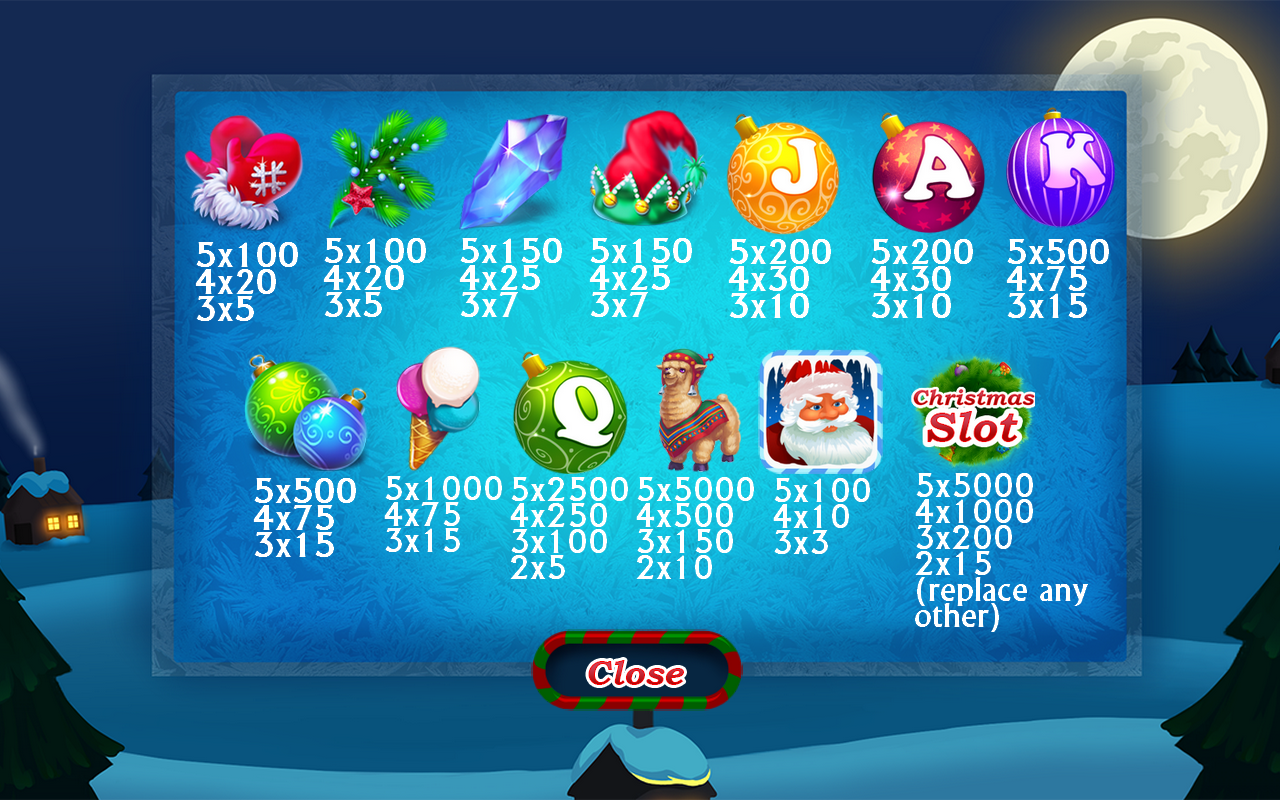 J
A
K
5x100
4x20
3x5
5x100
4x20
3x5
5x150
4x25
3x7
5x150
4x25
3x7
5x200
4x30
3x10
5x200
4x30
3x10
5x500
4x75
3x15
Q
Christmas
Slot
5x500
4x75
3x15
5x1000
4x75
3x15
5x2500
4x250
3x100
2x5
5x5000
4x500
3x150
2x10
5x100
4x10
3x3
5x5000
4x1000
3x200
2x15
(replace any
other)
Close